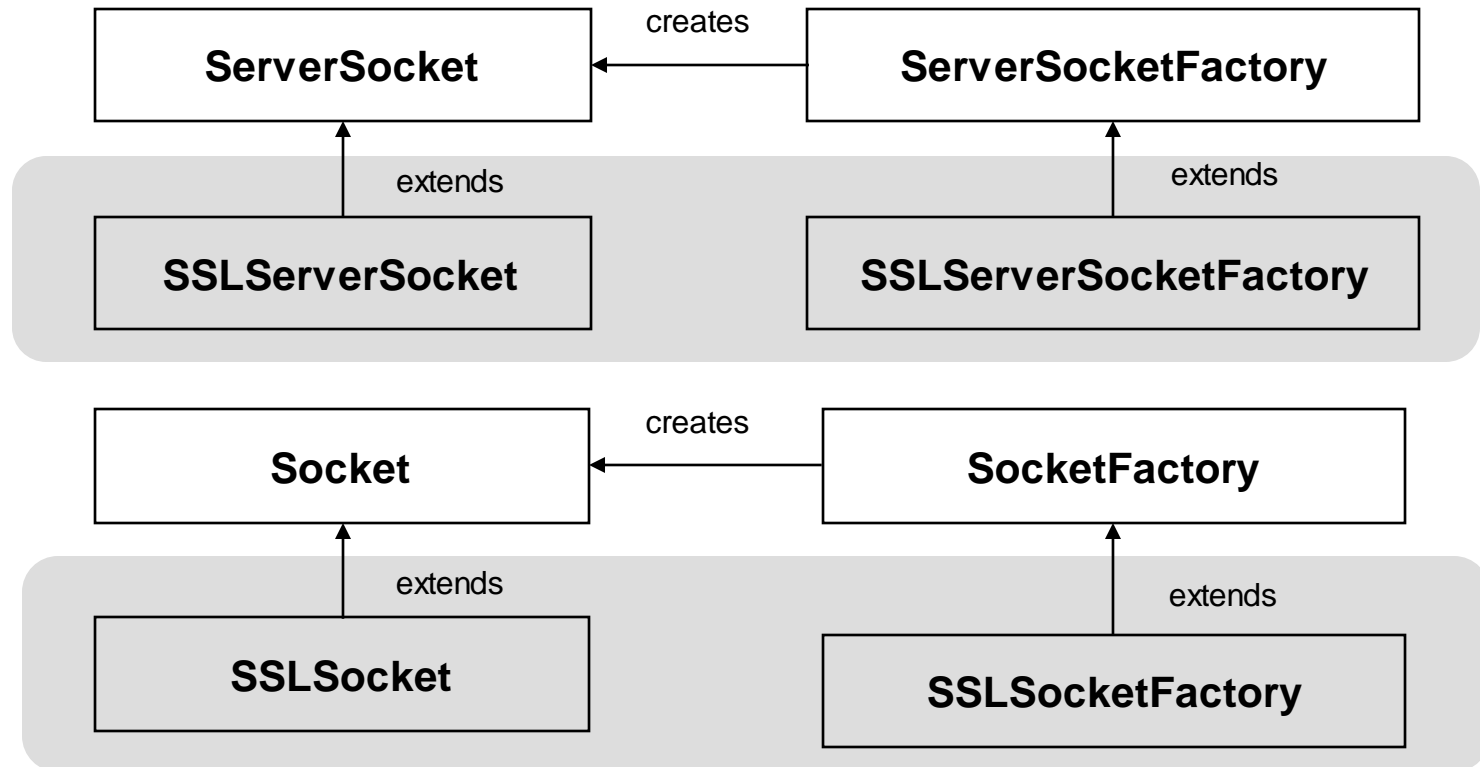 creates
ServerSocket
ServerSocketFactory
extends
extends
SSLServerSocket
SSLServerSocketFactory
creates
Socket
SocketFactory
extends
extends
SSLSocket
SSLSocketFactory